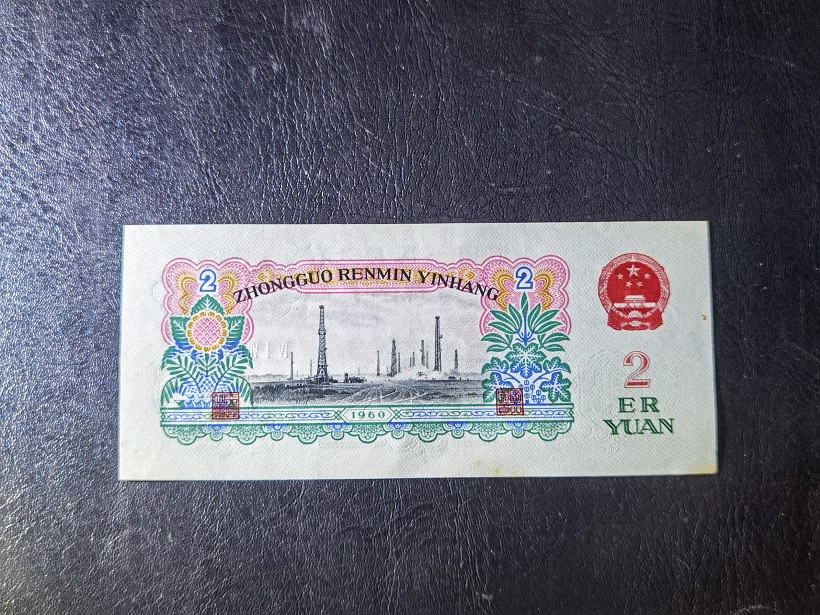 2
ZHONGGUO RENMIN YINHANG
2
1960
2
ER
YUAN